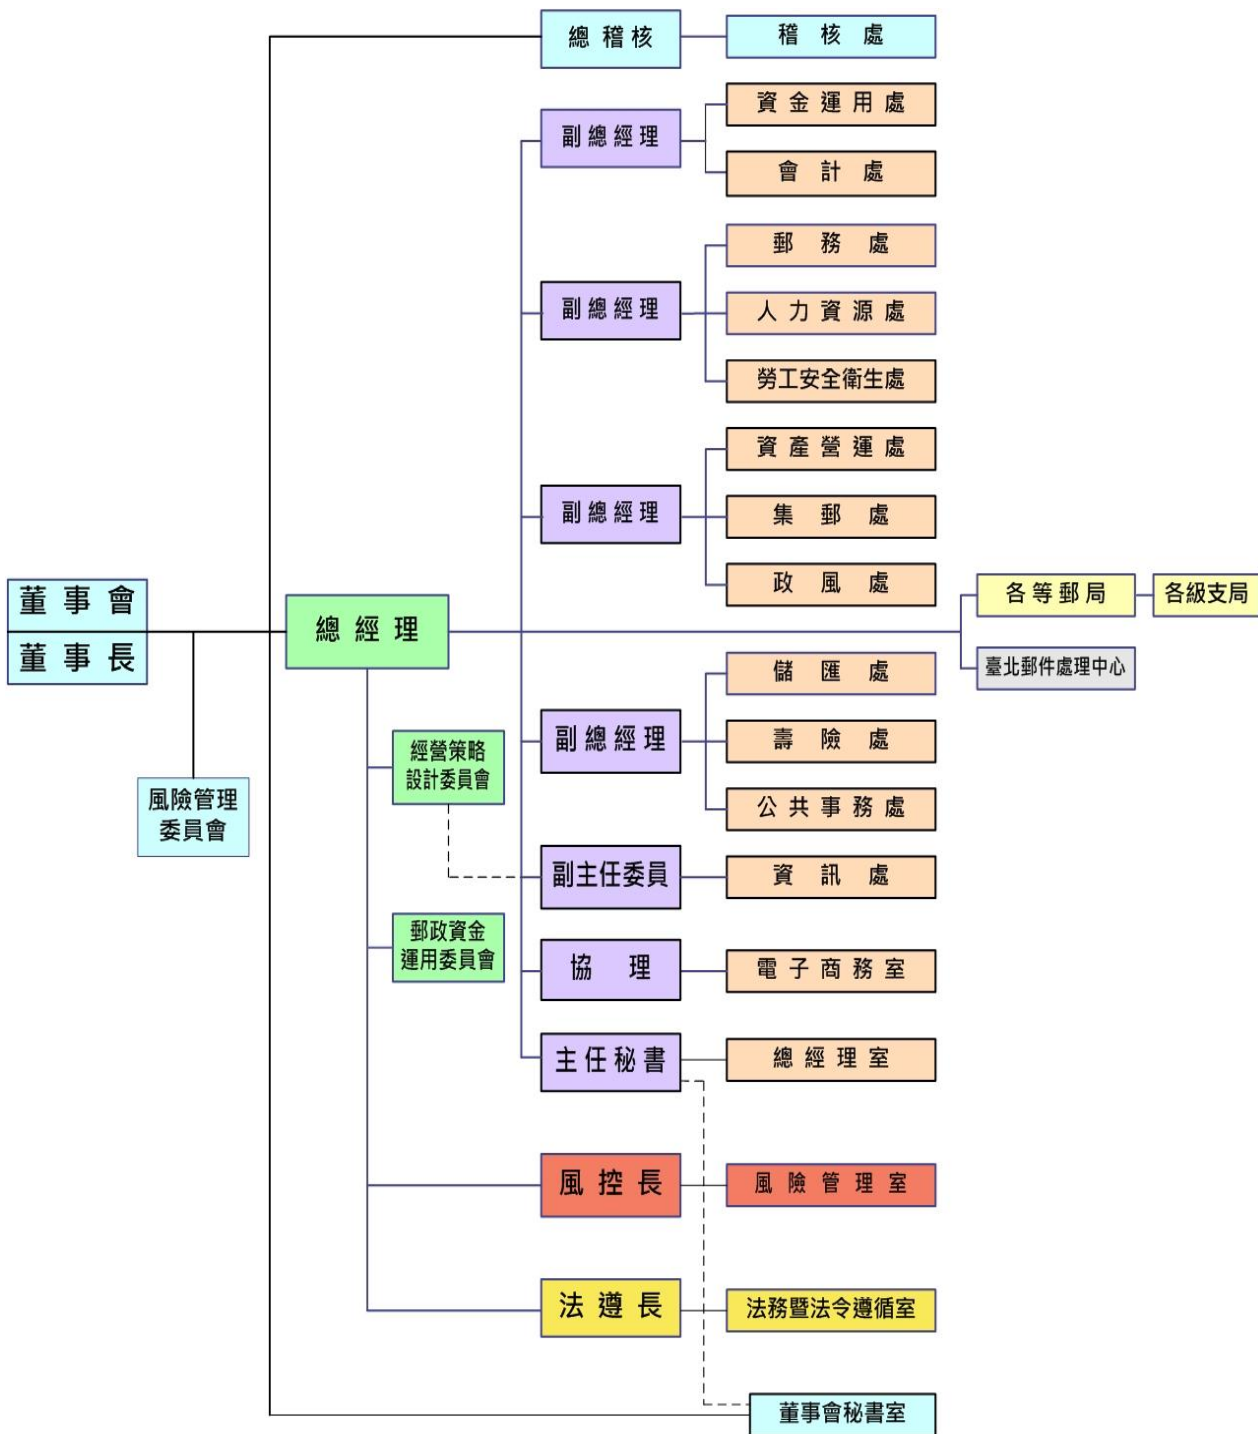 總稽核
稽核處
副總經理
資金運用處
會計處
副總經理
郵務處
人力資源處
勞工安全衛生處
副總經理
資產營運處
集郵處
政風處
董事會
董事長
總經理
各等郵局
各級支局
臺北郵件處理中心
風險管理
委員會
經營策略
設計委員會
郵政資金
運用委員會
副總經理
儲匯處
壽險處
公共事務處
副主任委員
資訊處
協理
電子商務室
主任秘書
總經理室
風控長
風險管理室
法遵長
法務暨法令遵循室
董事會秘書室